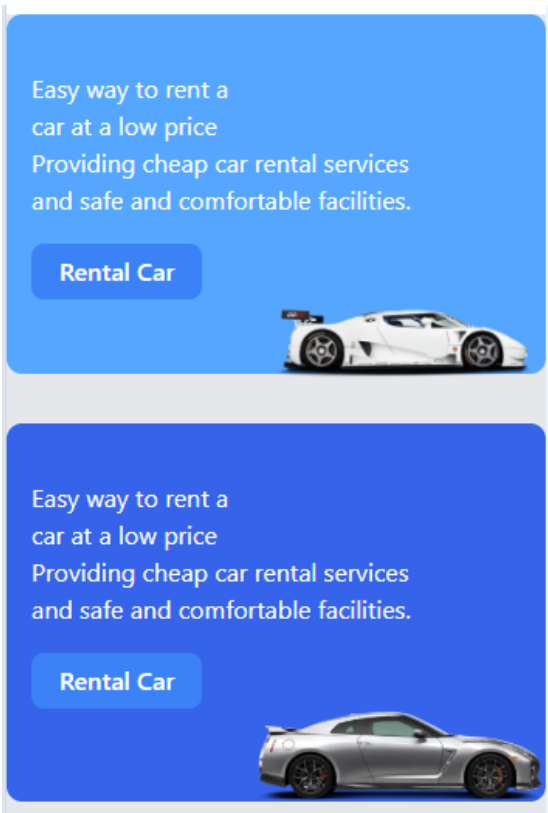 Easy way to rent a
car at a low price
Providing cheap car rental services
and safe and comfortable facilities.
Rental Car
Easy way to rent a
car at a low price
Providing cheap car rental services
and safe and comfortable facilities.
Rental Car